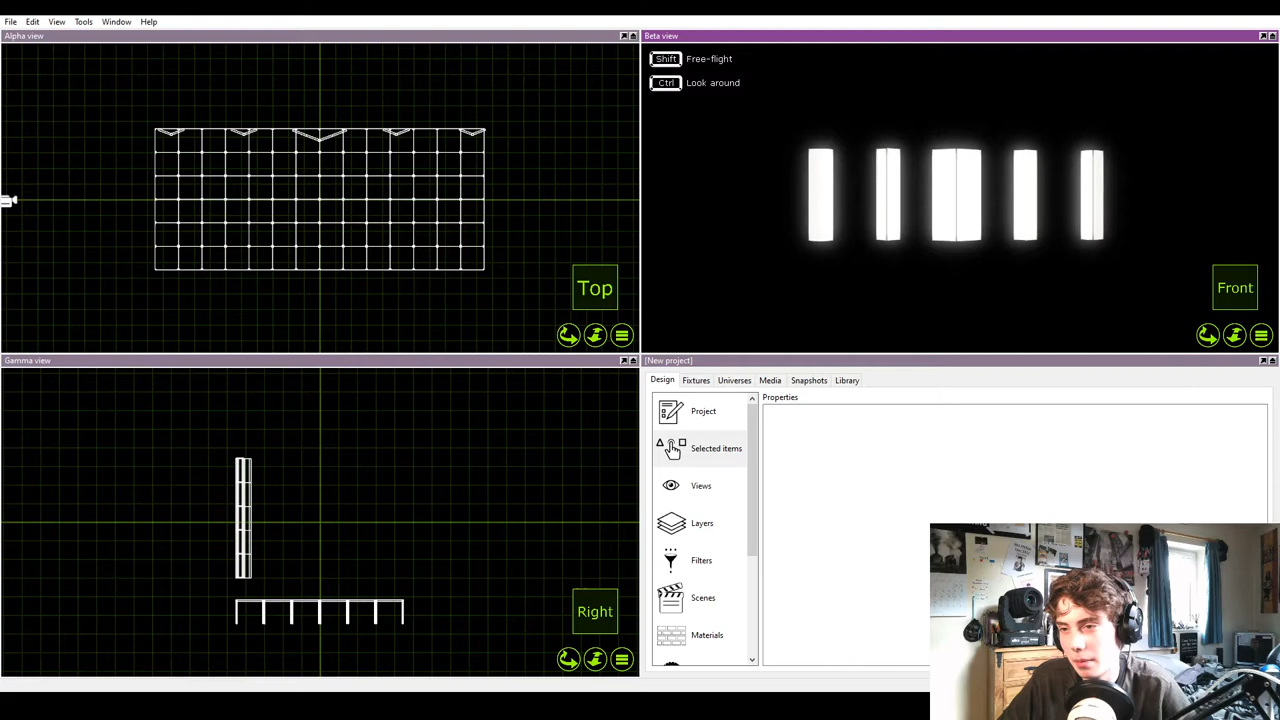 File Edit View Tools Window Help
Alpha view
Top
Beta view
Shift Free-flight
Ctrl Look around
Front
Gamma view
Right
[New project]
Design Fixtures Universes Media Snapshots Library
Project
Selected items
Views
Layers
Filters
Scenes
Materials
Properties